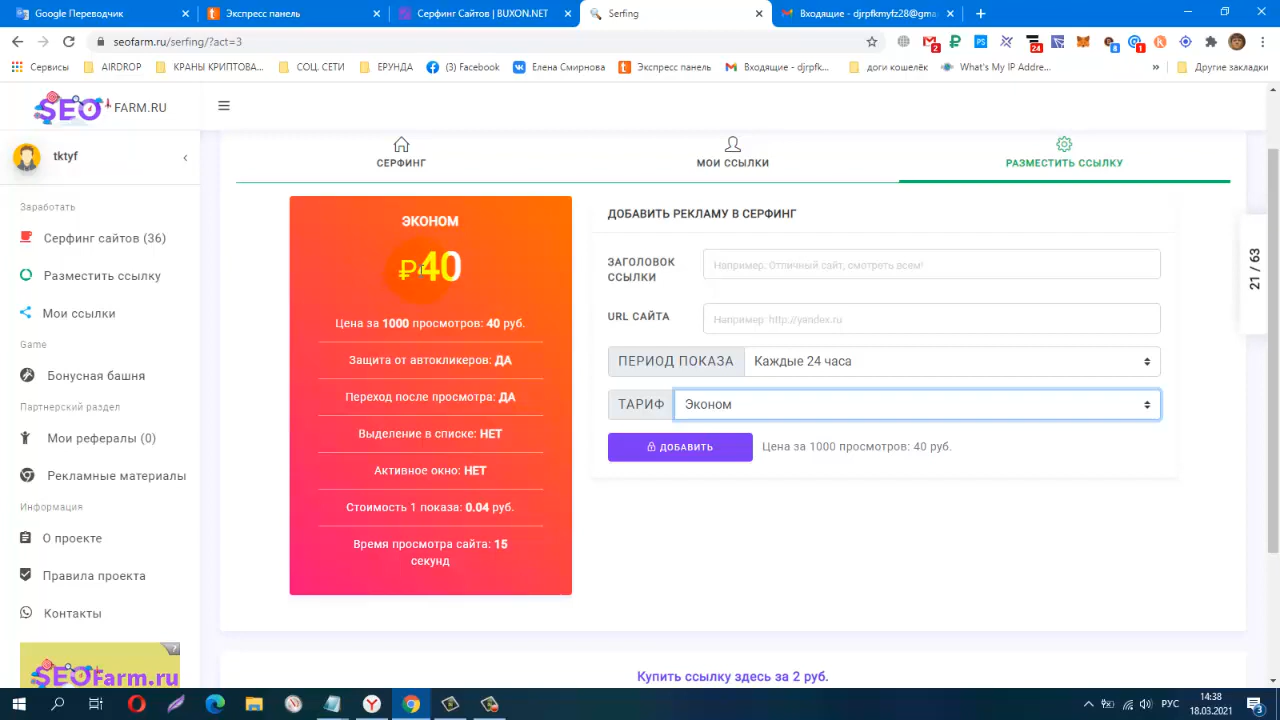 Google Переводчик
Экспресс панель
Серфинг Сайтов | BUXON.NET
Serfing
Входящие - djrpfkmyfz28@gma
seofarm.ru/serfing/?act=3
2
24
8
1
Сервисы
AIRDROP
КРАНЫ КРИПТОВА...
СОЦ. СЕТИ
ЕРУНДА
(3) Facebook
Елена Смирнова
Экспресс панель
Входящие - djrpfk...
доги кошелёк
What's My IP Addre...
»
Другие закладки
SEO FARM.RU
tktyf
Заработать
Серфинг сайтов (36)
Разместить ссылку
Мои ссылки
Game
Бонусная башня
Партнерский раздел
Мои рефералы (0)
Рекламные материалы
Информация
О проекте
Правила проекта
Контакты
SEOFarm.ru
СЕРФИНГ
МОИ ССЫЛКИ
РАЗМЕСТИТЬ ССЫЛКУ
ЭКОНОМ
₽40
Цена за 1000 просмотров: 40 руб.
Защита от автокликеров: ДА
Переход после просмотра: ДА
Выделение в списке: НЕТ
Активное окно: НЕТ
Стоимость 1 показа: 0.04 руб.
Время просмотра сайта: 15
секунд
ДОБАВИТЬ РЕКЛАМУ В СЕРФИНГ
ЗАГОЛОВОК
ССЫЛКИ
Например: Отличный сайт, смотреть всем!
URL САЙТА
Например: http://yandex.ru
ПЕРИОД ПОКАЗА
Каждые 24 часа
ТАРИФ
Эконом
ДОБАВИТЬ
Цена за 1000 просмотров: 40 руб.
21 / 63
Купить ссылку здесь за 2 руб.
РУС
14:38
18.03.2021
3